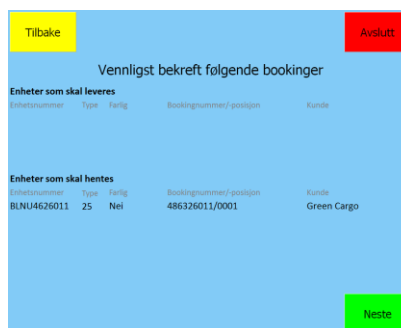 Tilbake
Avslutt
Vennligst bekreft følgende bookinger
Enheter som skal leveres
Enhetsnummer Type Farlig Bookingnummer/-posisjon Kunde
Enheter som skal hentes
Enhetsnummer Type Farlig Bookingnummer/-posisjon Kunde
BLNU4626011 25 Nei 486326011/0001 Green Cargo
Neste